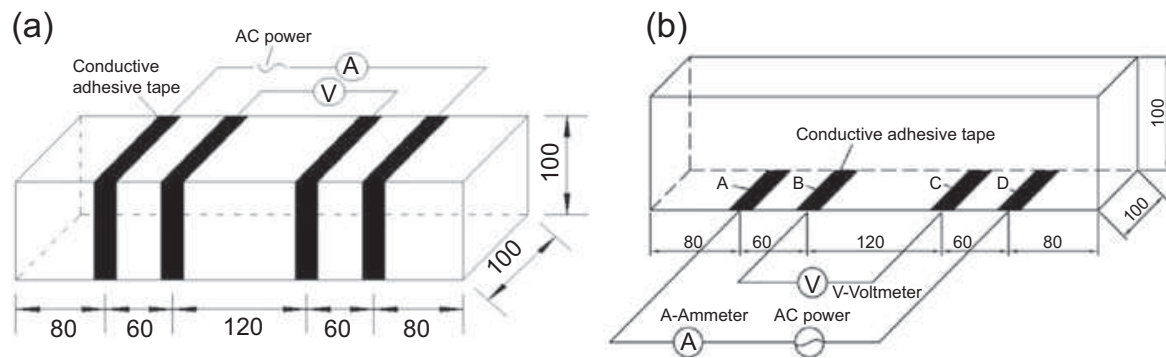 (a)
AC power
A
Conductive
adhesive tape
V
100
100
80 60 120 60 80
(b)
100
Conductive adhesive tape
A B C D
100
80 60 120 60 80
V V-Voltmeter
A-Ammeter AC power
A